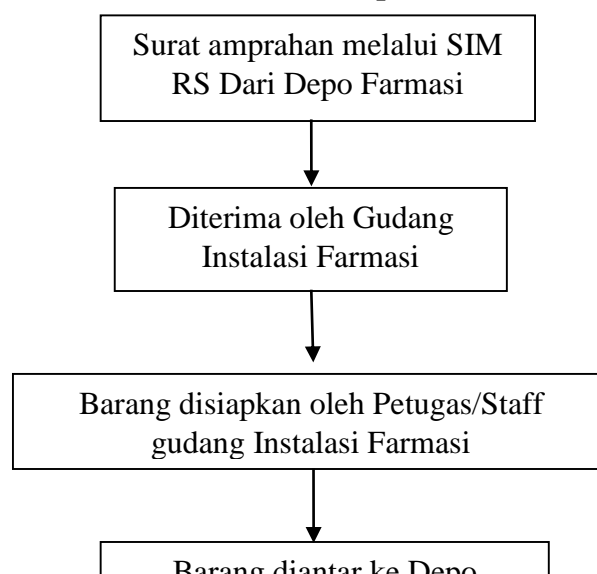 Surat amprahan melalui SIM
RS Dari Depo Farmasi
Diterima oleh Gudang
Instalasi Farmasi
Barang disiapkan oleh Petugas/Staff
gudang Instalasi Farmasi
Barang diantar ke Depo